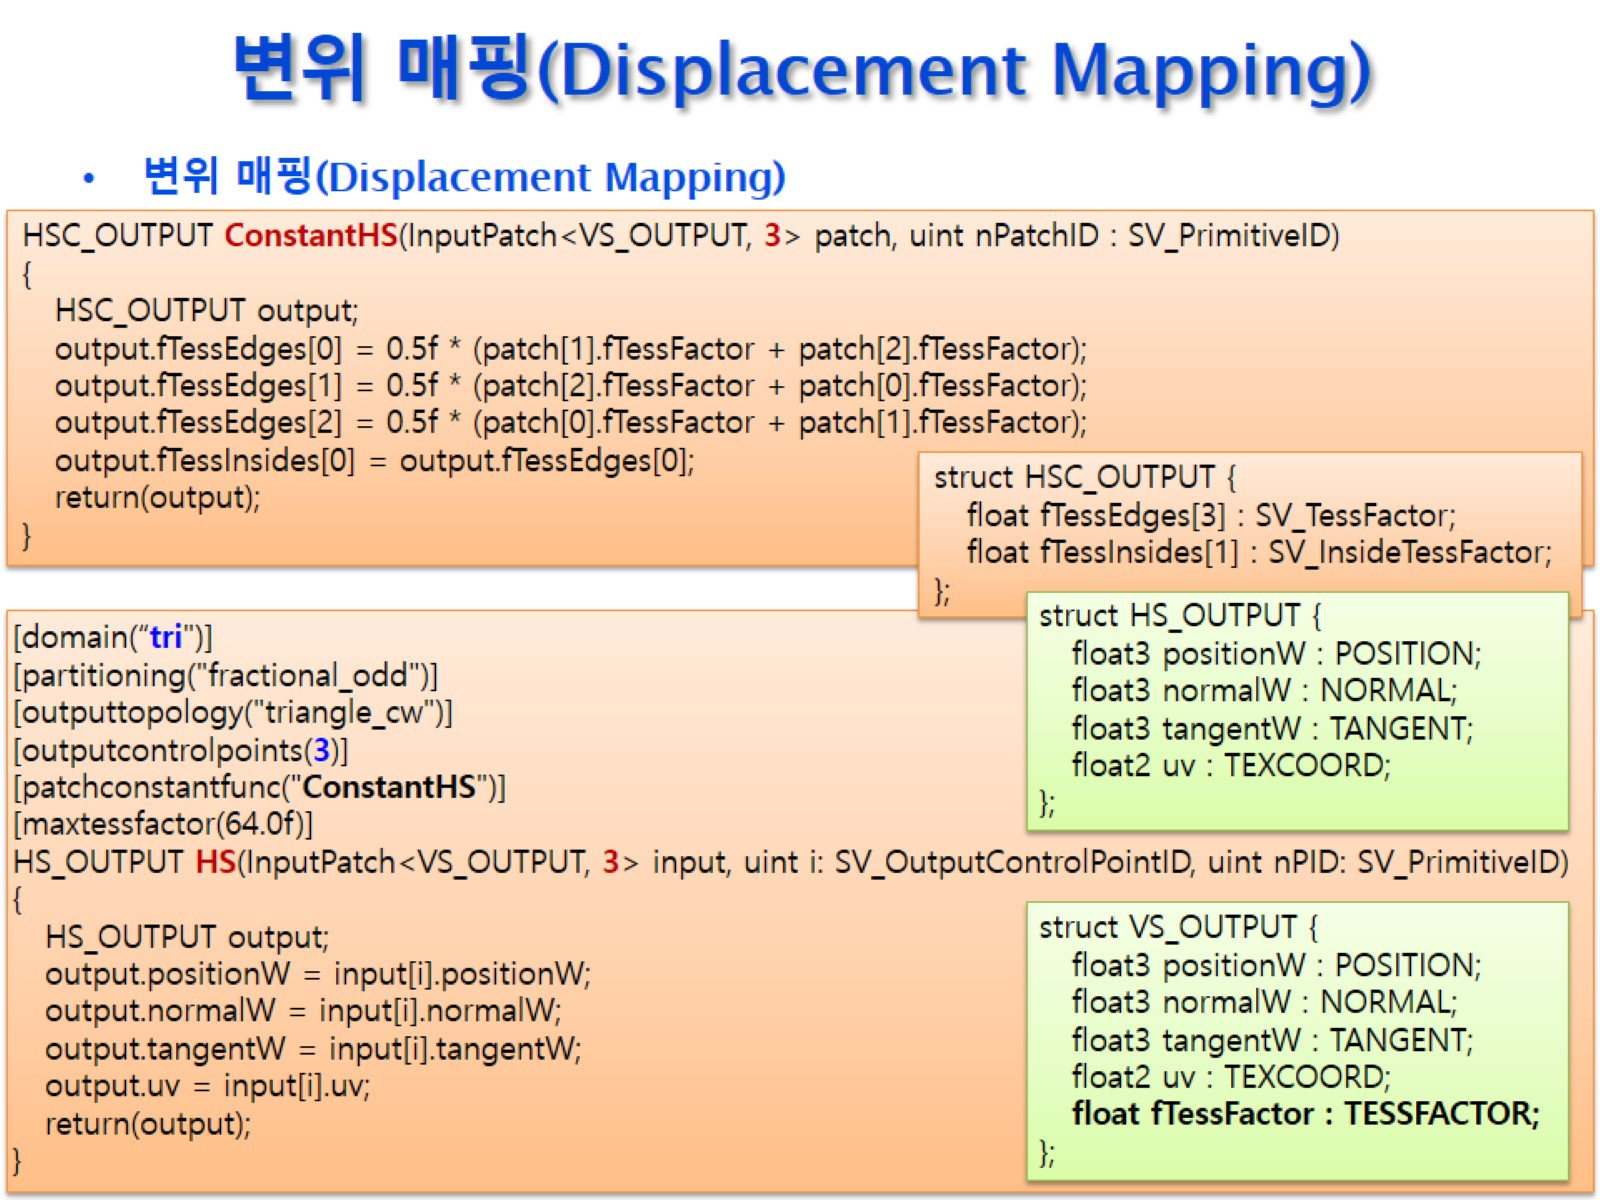 변위 매핑(Displacement Mapping)
• 변위 매핑(Displacement Mapping)
HSC_OUTPUT ConstantHS(InputPatch<VS_OUTPUT, 3> patch, uint nPatchID : SV_PrimitiveID)
{
HSC_OUTPUT output;
output.fTessEdges[0] = 0.5f * (patch[1].fTessFactor + patch[2].fTessFactor);
output.fTessEdges[1] = 0.5f * (patch[2].fTessFactor + patch[0].fTessFactor);
output.fTessEdges[2] = 0.5f * (patch[0].fTessFactor + patch[1].fTessFactor);
output.fTessInsides[0] = output.fTessEdges[0];
return(output);
}
struct HSC_OUTPUT {
float fTessEdges[3] : SV_TessFactor;
float fTessInsides[1] : SV_InsideTessFactor;
};
[domain(“tri")]
[partitioning("fractional_odd")]
[outputtopology("triangle_cw")]
[outputcontrolpoints(3)]
[patchconstantfunc("ConstantHS")]
[maxtessfactor(64.0f)]
HS_OUTPUT HS(InputPatch<VS_OUTPUT, 3> input, uint i: SV_OutputControlPointID, uint nPID: SV_PrimitiveID)
{
HS_OUTPUT output;
output.positionW = input[i].positionW;
output.normalW = input[i].normalW;
output.tangentW = input[i].tangentW;
output.uv = input[i].uv;
return(output);
}
struct HS_OUTPUT {
float3 positionW : POSITION;
float3 normalW : NORMAL;
float3 tangentW : TANGENT;
float2 uv : TEXCOORD;
};
struct VS_OUTPUT {
float3 positionW : POSITION;
float3 normalW : NORMAL;
float3 tangentW : TANGENT;
float2 uv : TEXCOORD;
float fTessFactor : TESSFACTOR;
};